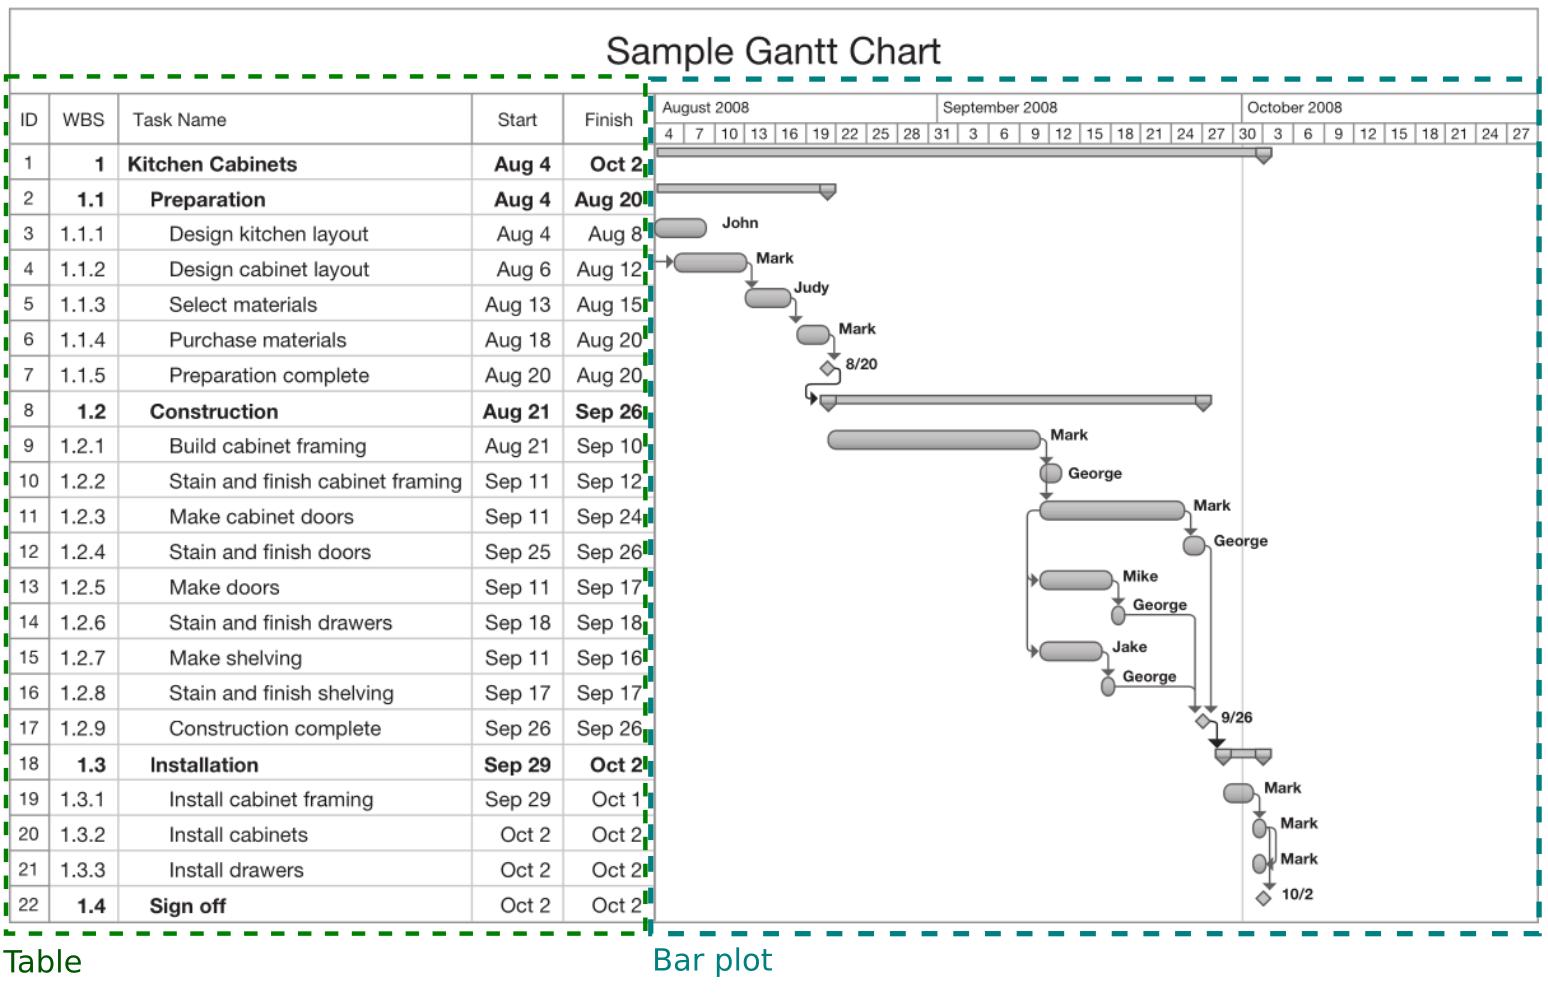 Sample Gantt Chart
ID WBS Task Name Start Finish
August 2008 September 2008 October 2008
4 7 10 13 16 19 22 25 28 31 3 6 9 12 15 18 21 24 27 30 3 6 9 12 15 18 21 24 27
1 1 Kitchen Cabinets Aug 4 Oct 2
2 1.1 Preparation Aug 4 Aug 20
3 1.1.1 Design kitchen layout Aug 4 Aug 8 John
4 1.1.2 Design cabinet layout Aug 6 Aug 12 Mark
5 1.1.3 Select materials Aug 13 Aug 15 Judy
6 1.1.4 Purchase materials Aug 18 Aug 20 Mark
7 1.1.5 Preparation complete Aug 20 Aug 20 8/20
8 1.2 Construction Aug 21 Sep 26
9 1.2.1 Build cabinet framing Aug 21 Sep 10 Mark
10 1.2.2 Stain and finish cabinet framing Sep 11 Sep 12 George
11 1.2.3 Make cabinet doors Sep 11 Sep 24 Mark
12 1.2.4 Stain and finish doors Sep 25 Sep 26 George
13 1.2.5 Make doors Sep 11 Sep 17 Mike
14 1.2.6 Stain and finish drawers Sep 18 Sep 18 George
15 1.2.7 Make shelving Sep 11 Sep 16 Jake
16 1.2.8 Stain and finish shelving Sep 17 Sep 17 George
17 1.2.9 Construction complete Sep 26 Sep 26 9/26
18 1.3 Installation Sep 29 Oct 2
19 1.3.1 Install cabinet framing Sep 29 Oct 1 Mark
20 1.3.2 Install cabinets Oct 2 Oct 2 Mark
21 1.3.3 Install drawers Oct 2 Oct 2 Mark
22 1.4 Sign off Oct 2 Oct 2 10/2
Table Bar plot